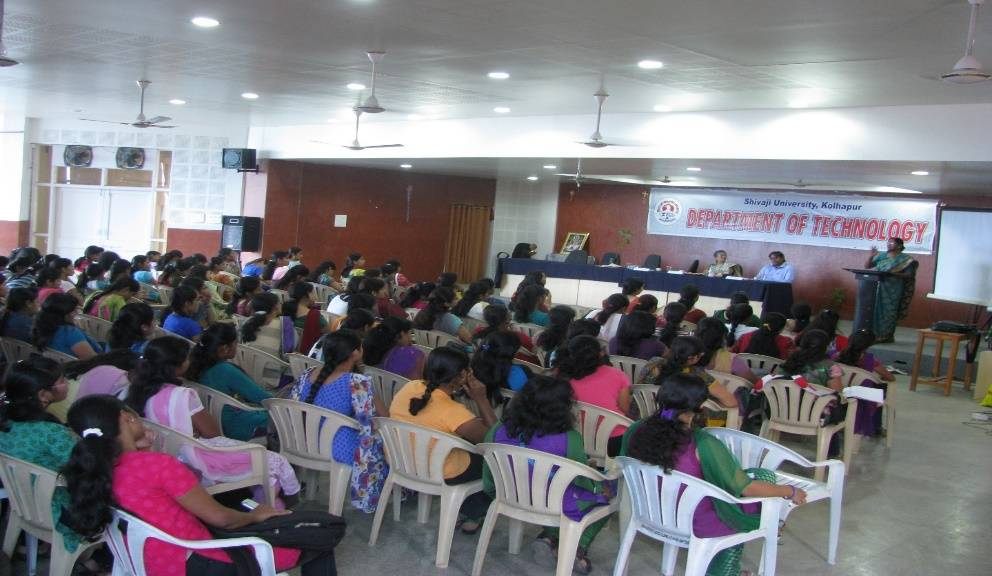 Shivaji University, Kolhapur
DEPARTMENT OF TECHNOLOGY